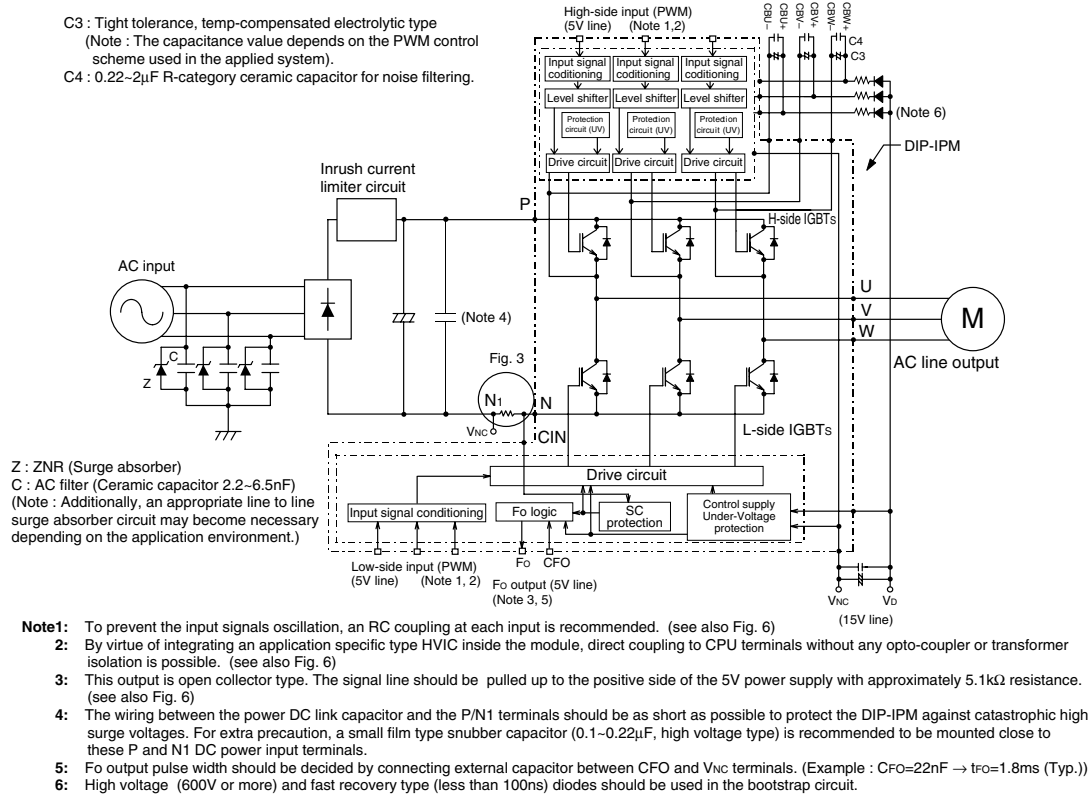 C3 : Tight tolerance, temp-compensated electrolytic type
(Note : The capacitance value depends on the PWM control
scheme used in the applied system).
C4 : 0.22~2μF R-category ceramic capacitor for noise filtering.
High-side input (PWM)
(5V line) (Note 1,2)
CBU–
CBU+
CBV–
CBV+
CBW–
CBW+
C4
C3
Input signal coditioning
Input signal conditioning
Input signal conditioning
Level shifter
Level shifter
Level shifter
Protection circuit (UV)
Protection circuit (UV)
Protection circuit (UV)
Drive circuit
Drive circuit
Drive circuit
(Note 6)
DIP-IPM
Inrush current
limiter circuit
P
H-side IGBTS
AC input
U
V
W
M
AC line output
(Note 4)
C
Z
Fig. 3
N1
N
VNC
CIN
L-side IGBTS
Z : ZNR (Surge absorber)
C : AC filter (Ceramic capacitor 2.2~6.5nF)
(Note : Additionally, an appropriate line to line
surge absorber circuit may become necessary
depending on the application environment.)
Drive circuit
Input signal conditioning
Fo logic
SC
protection
Control supply
Under-Voltage
protection
Low-side input (PWM)
(5V line) (Note 1, 2)
FO
CFO
FO output (5V line)
(Note 3, 5)
VNC
VD
(15V line)
Note1: To prevent the input signals oscillation, an RC coupling at each input is recommended. (see also Fig. 6)
2: By virtue of integrating an application specific type HVIC inside the module, direct coupling to CPU terminals without any opto-coupler or transformer
isolation is possible. (see also Fig. 6)
3: This output is open collector type. The signal line should be pulled up to the positive side of the 5V power supply with approximately 5.1kΩ resistance.
(see also Fig. 6)
4: The wiring between the power DC link capacitor and the P/N1 terminals should be as short as possible to protect the DIP-IPM against catastrophic high
surge voltages. For extra precaution, a small film type snubber capacitor (0.1~0.22μF, high voltage type) is recommended to be mounted close to
these P and N1 DC power input terminals.
5: Fo output pulse width should be decided by connecting external capacitor between CFO and VNC terminals. (Example : CFO=22nF → tFO=1.8ms (Typ.))
6: High voltage (600V or more) and fast recovery type (less than 100ns) diodes should be used in the bootstrap circuit.